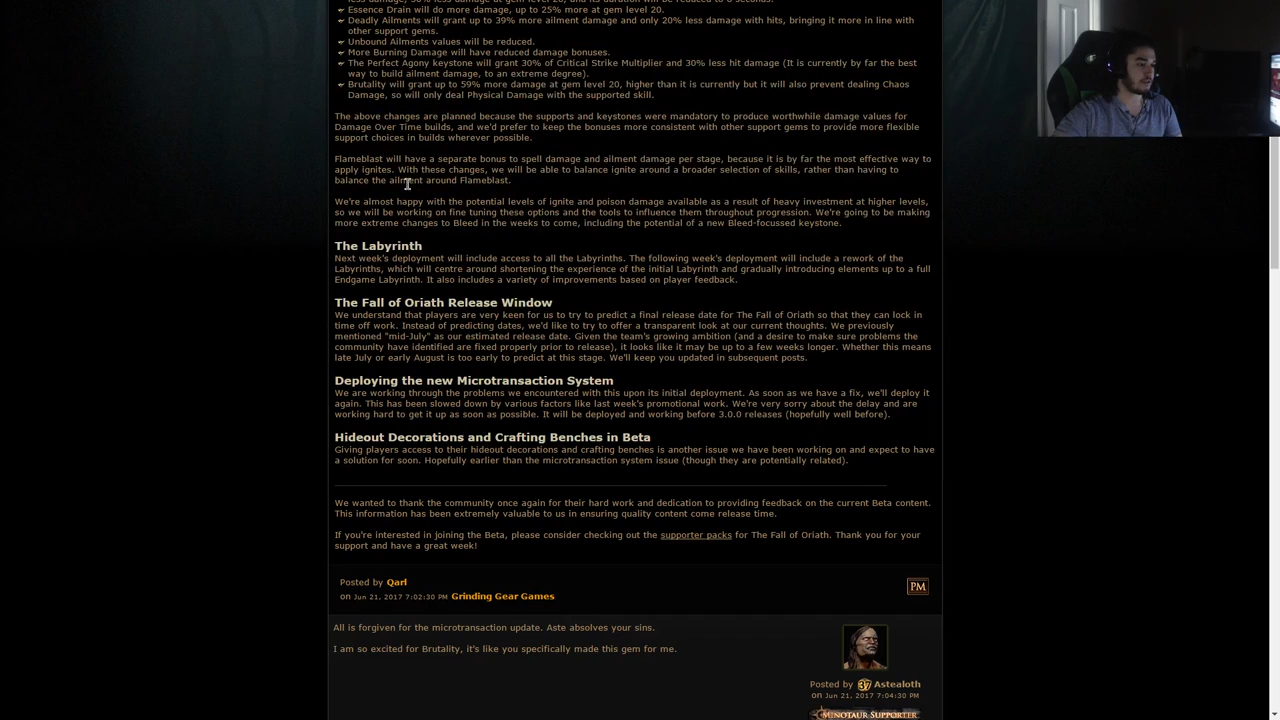 Essence Drain will do more damage, up to 25% more at gem level 20.
Deadly Ailments will grant up to 39% more ailment damage and only 20% less damage with hits, bringing it more in line with
other support gems.
Unbound Ailments values will be reduced.
More Burning Damage will have reduced damage bonuses.
The Perfect Agony keystone will grant 30% of Critical Strike Multiplier and 30% less hit damage (It is currently by far the best
way to build ailment damage, to an extreme degree).
Brutality will grant up to 59% more damage at gem level 20, higher than it is currently but it will also prevent dealing Chaos
Damage, so will only deal Physical Damage with the supported skill.
The above changes are planned because the supports and keystones were mandatory to produce worthwhile damage values for
Damage Over Time builds, and we'd prefer to keep the bonuses more consistent with other support gems to provide more flexible
support choices in builds wherever possible.
Flameblast will have a separate bonus to spell damage and ailment damage per stage, because it is by far the most effective way to
apply ignites. With these changes, we will be able to balance ignite around a broader selection of skills, rather than having to
balance the ailment around Flameblast.
We're almost happy with the potential levels of ignite and poison damage available as a result of heavy investment at higher levels,
so we will be working on fine tuning these options and the tools to influence them throughout progression. We're going to be making
more extreme changes to Bleed in the weeks to come, including the potential of a new Bleed-focussed keystone.
The Labyrinth
Next week's deployment will include access to all the Labyrinths. The following week's deployment will include a rework of the
Labyrinths, which will centre around shortening the experience of the initial Labyrinth and gradually introducing elements up to a full
Endgame Labyrinth. It also includes a variety of improvements based on player feedback.
The Fall of Oriath Release Window
We understand that players are very keen for us to try to predict a final release date for The Fall of Oriath so that they can lock in
time off work. Instead of predicting dates, we'd like to try to offer a transparent look at our current thoughts. We previously
mentioned "mid-July" as our estimated release date. Given the team's growing ambition (and a desire to make sure problems the
community have identified are fixed properly prior to release), it looks like it may be up to a few weeks longer. Whether this means
late July or early August is too early to predict at this stage. We'll keep you updated in subsequent posts.
Deploying the new Microtransaction System
We are working through the problems we encountered with this upon its initial deployment. As soon as we have a fix, we'll deploy it
again. This has been slowed down by various factors like last week's promotional work. We're very sorry about the delay and are
working hard to get it up as soon as possible. It will be deployed and working before 3.0.0 releases (hopefully well before).
Hideout Decorations and Crafting Benches in Beta
Giving players access to their hideout decorations and crafting benches is another issue we have been working on and expect to have
a solution for soon. Hopefully earlier than the microtransaction system issue (though they are potentially related).
We wanted to thank the community once again for their hard work and dedication to providing feedback on the current Beta content.
This information has been extremely valuable to us in ensuring quality content come release time.
If you're interested in joining the Beta, please consider checking out the supporter packs for The Fall of Oriath. Thank you for your
support and have a great week!
Posted by Qarl
on Jun 21, 2017 7:02:30 PM Grinding Gear Games
PM
All is forgiven for the microtransaction update. Aste absolves your sins.
I am so excited for Brutality, it's like you specifically made this gem for me.
Posted by 37 Astealoth
on Jun 21, 2017 7:04:30 PM
MINOTAUR SUPPORTER